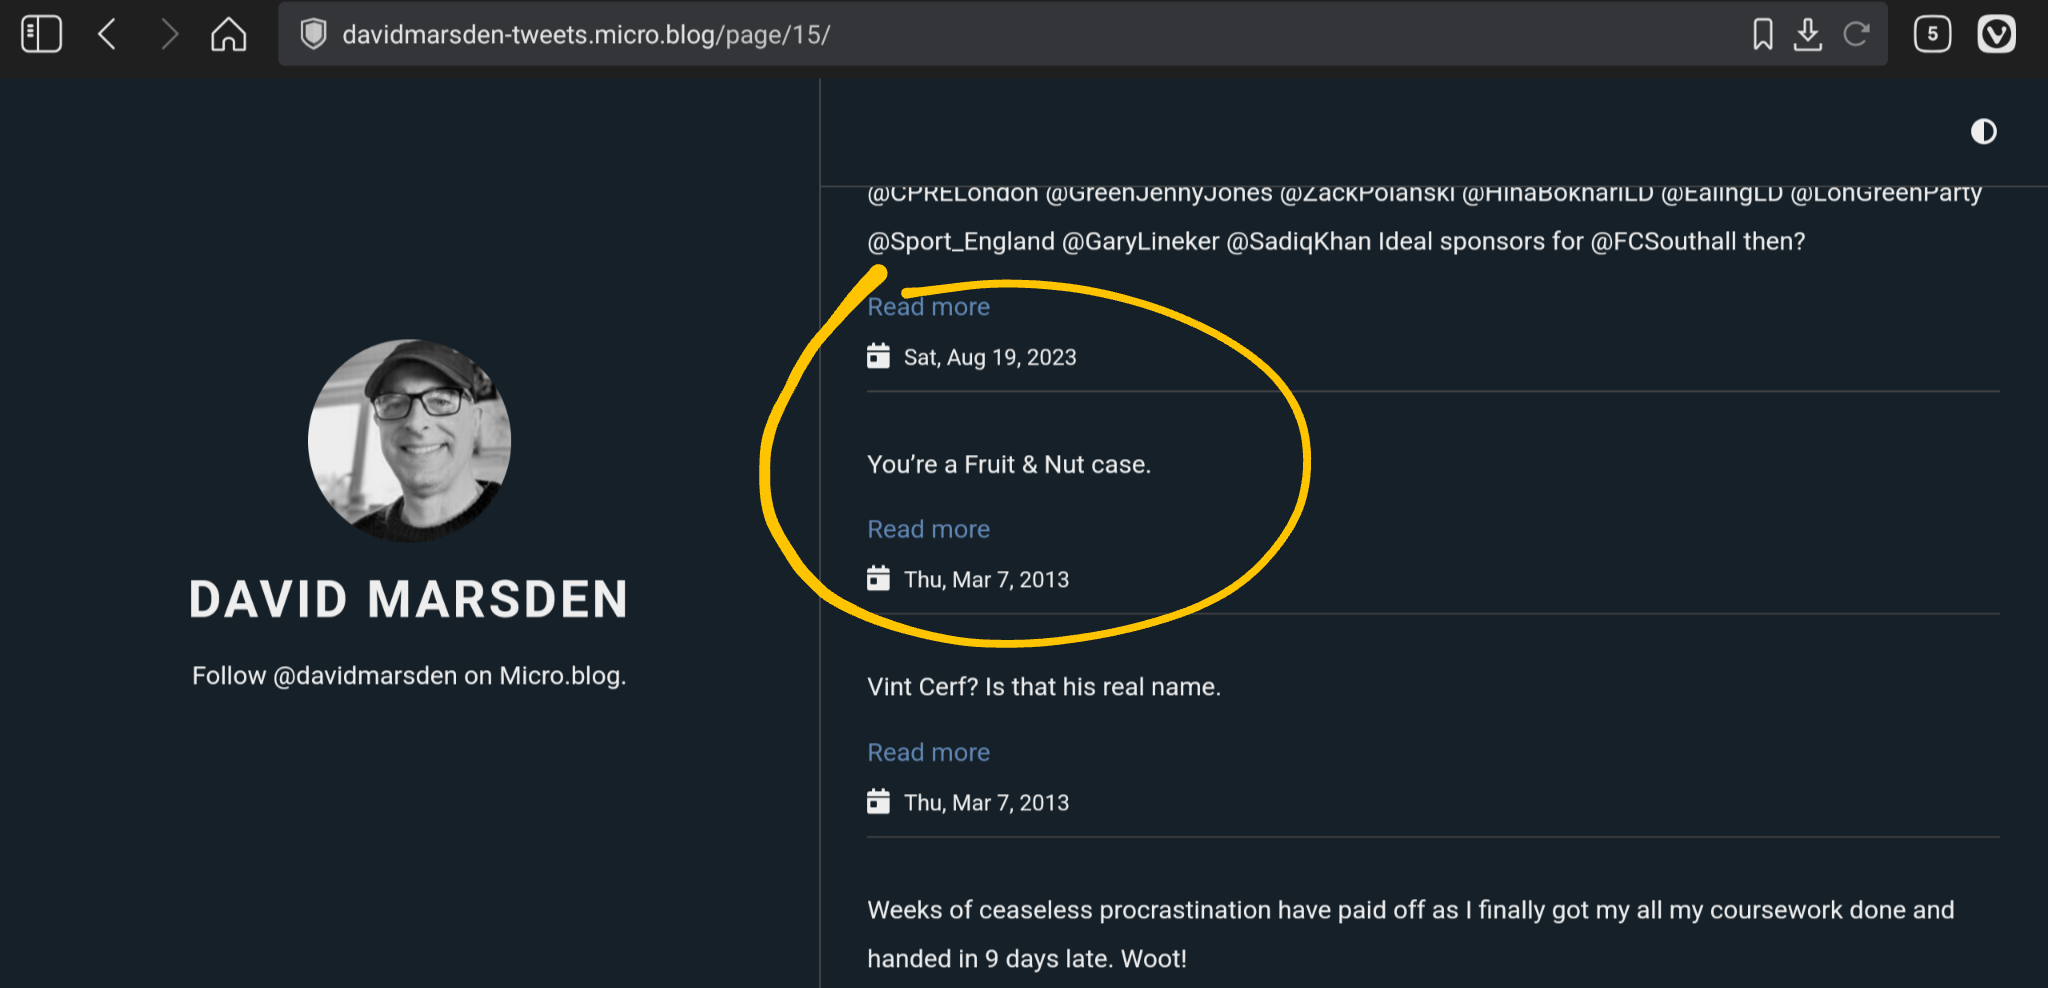 davidmarsden-tweets.micro.blog/page/15/
5
@CPRELondon @GreenJennyJones @ZackPolanski @HinaBokhariLD @EalingLD @LonGreenParty
@Sport_England @GaryLineker @SadiqKhan Ideal sponsors for @FCSouthall then?
Read more
Sat, Aug 19, 2023
You’re a Fruit & Nut case.
Read more
Thu, Mar 7, 2013
DAVID MARSDEN
Follow @davidmarsden on Micro.blog.
Vint Cerf? Is that his real name.
Read more
Thu, Mar 7, 2013
Weeks of ceaseless procrastination have paid off as I finally got my all my coursework done and
handed in 9 days late. Woot!